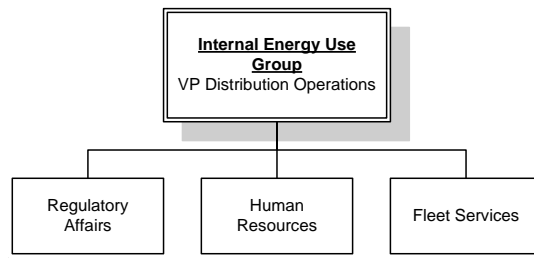 Internal Energy Use
Group
VP Distribution Operations
Regulatory
Affairs
Human
Resources
Fleet Services